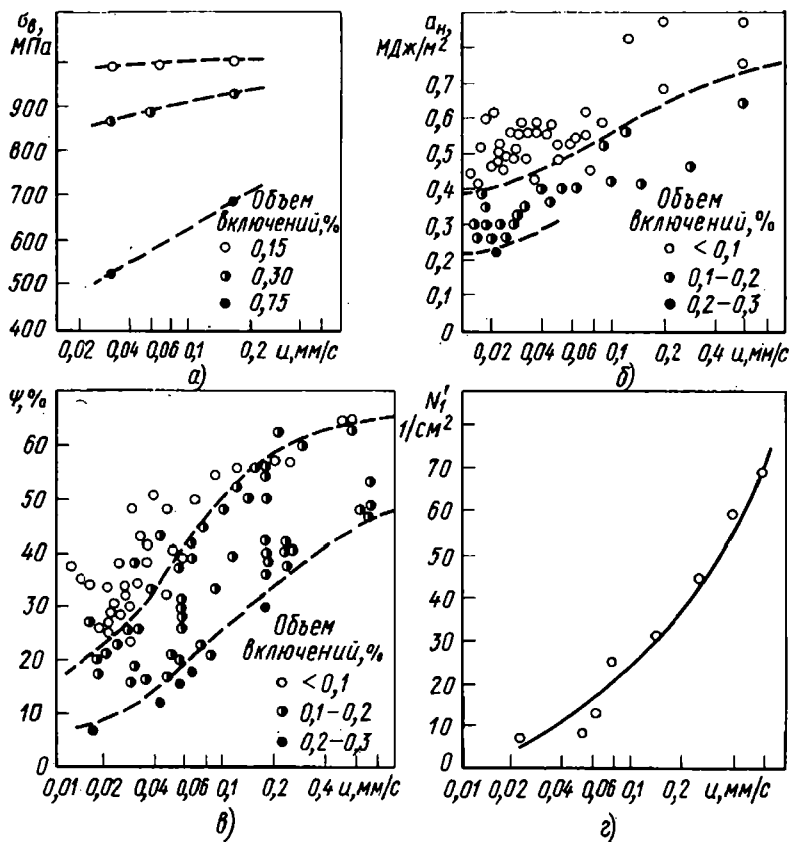 σв,
МПа
900
800
700
600
500
400
Объем
включений,%
0,15
0,30
0,75
0,02 0,04 0,06 0,1 0,2 u,мм/с
а)
aн,
МДж/м²
0,8
0,7
0,6
0,5
0,4
0,3
0,2
0,1
0
Объем
включений,%
< 0,1
0,1–0,2
0,2–0,3
0,02 0,04 0,06 0,1 0,2 0,4 u,мм/с
б)
Ψ,%
60
50
40
30
20
10
0
Объем
включений,%
< 0,1
0,1–0,2
0,2–0,3
0,01 0,02 0,04 0,06 0,1 0,2 0,4 u,мм/с
в)
N₁′
1/см²
70
60
50
40
30
20
10
0
0,01 0,02 0,04 0,06 0,1 0,2 0,4 u,мм/с
г)